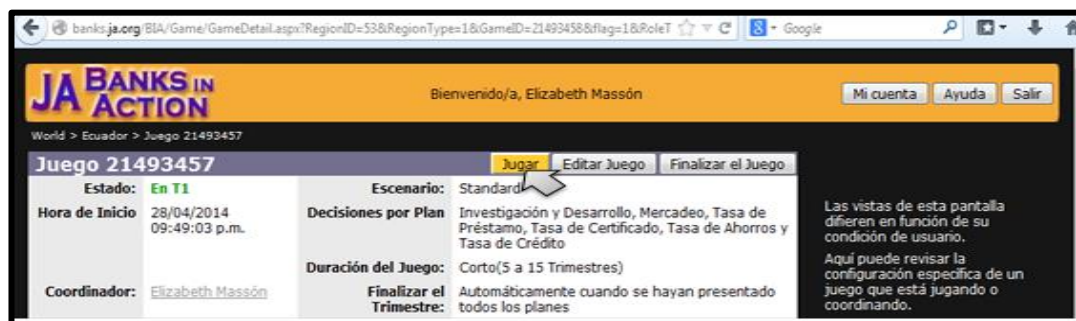 banks.ja.org/BIA/Game/GameDetail.aspx?RegionID=53&RegionType=1&GameID=21493458&flag=1&RoleT
Google
JA BANKS IN ACTION
Bienvenido/a, Elizabeth Massón
Mi cuenta Ayuda Salir
World > Ecuador > Juego 21493457
Juego 21493457 Jugar Editar Juego Finalizar el Juego
Estado: En T1 Escenario: Standard
Hora de Inicio 28/04/2014 Decisiones por Plan Investigación y Desarrollo, Mercadeo, Tasa de
09:49:03 p.m. Préstamo, Tasa de Certificado, Tasa de Ahorros y
Tasa de Crédito
Duración del Juego: Corto(5 a 15 Trimestres)
Coordinador: Elizabeth Massón Finalizar el Automáticamente cuando se hayan presentado
Trimestre: todos los planes
Las vistas de esta pantalla
difieren en función de su
condición de usuario.
Aquí puede revisar la
configuración específica de un
juego que está jugando o
coordinando.